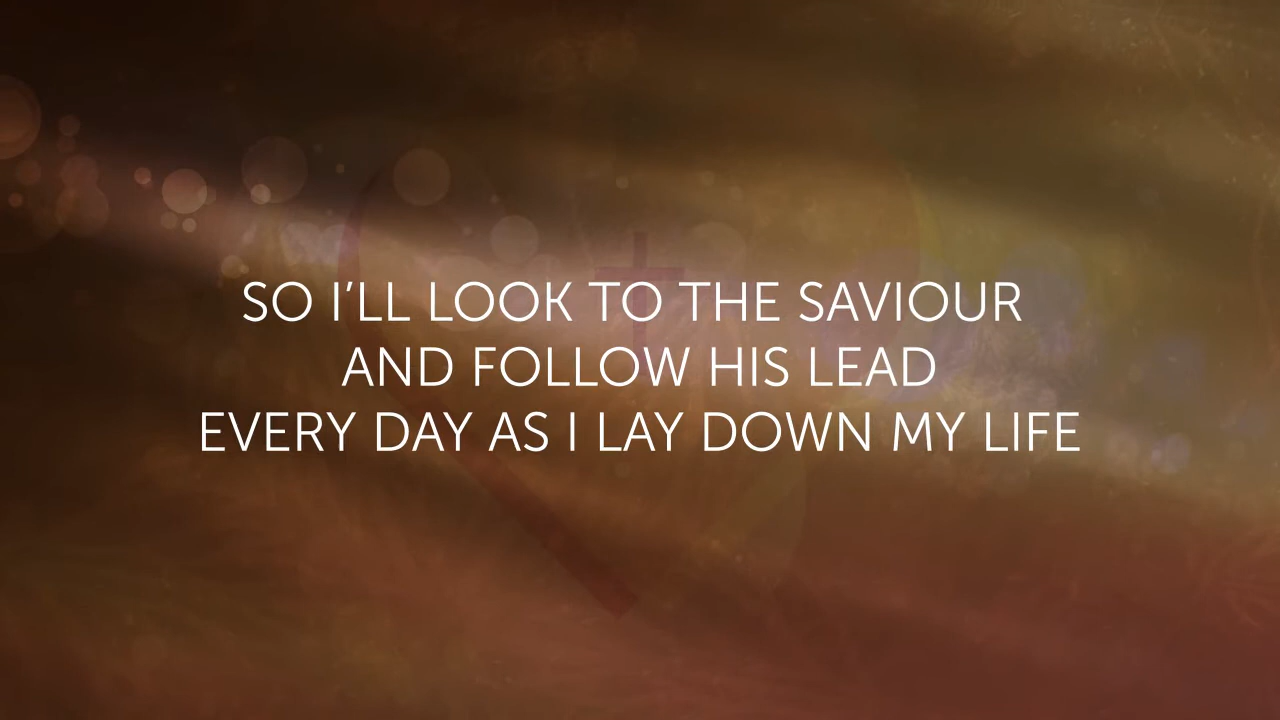 SO I’LL LOOK TO THE SAVIOUR
AND FOLLOW HIS LEAD
EVERY DAY AS I LAY DOWN MY LIFE